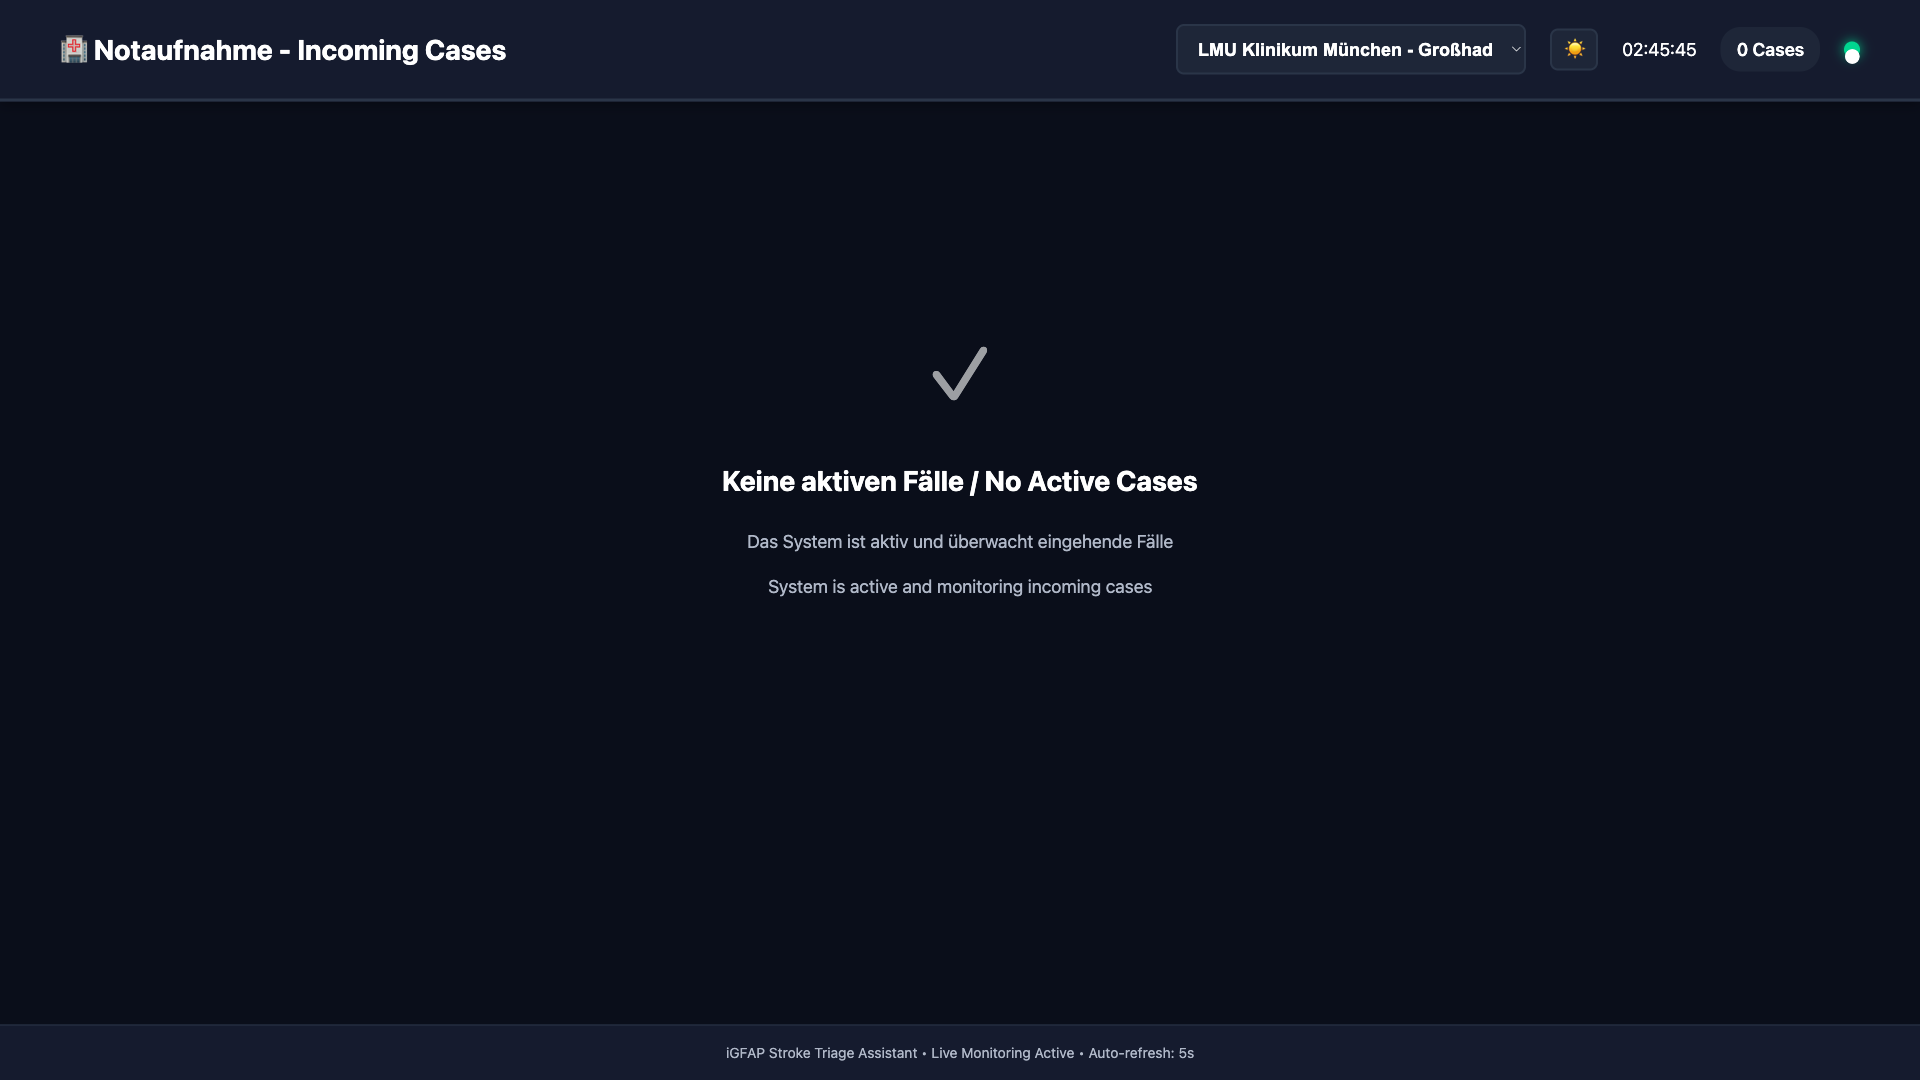 Notaufnahme - Incoming Cases
LMU Klinikum München - Großhad
02:45:45
0 Cases
Keine aktiven Fälle / No Active Cases
Das System ist aktiv und überwacht eingehende Fälle
System is active and monitoring incoming cases
iGFAP Stroke Triage Assistant • Live Monitoring Active • Auto-refresh: 5s